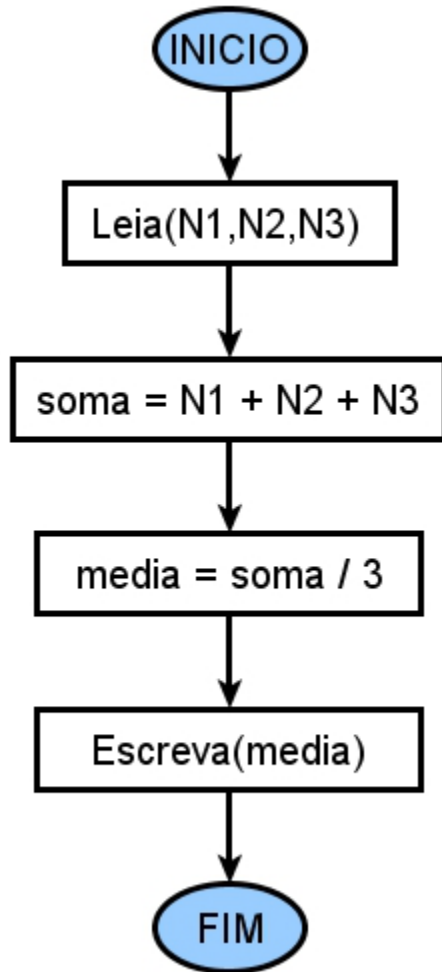 INICIO
Leia(N1,N2,N3)
soma = N1 + N2 + N3
media = soma / 3
Escreva(media)
FIM